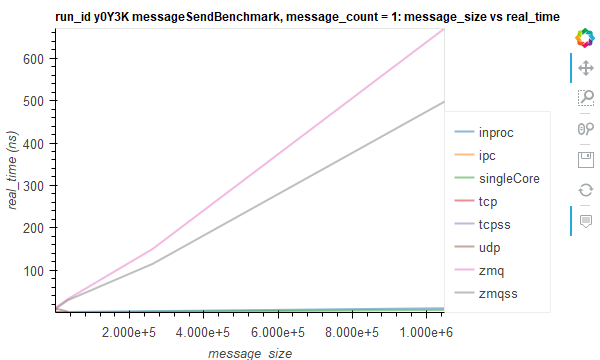 run_id y0Y3K messageSendBenchmark, message_count = 1: message_size vs real_time
real_time (ns)
600
500
400
300
200
100
2.000e+5
4.000e+5
6.000e+5
8.000e+5
1.000e+6
message_size
inproc
ipc
singleCore
tcp
tcpss
udp
zmq
zmqss